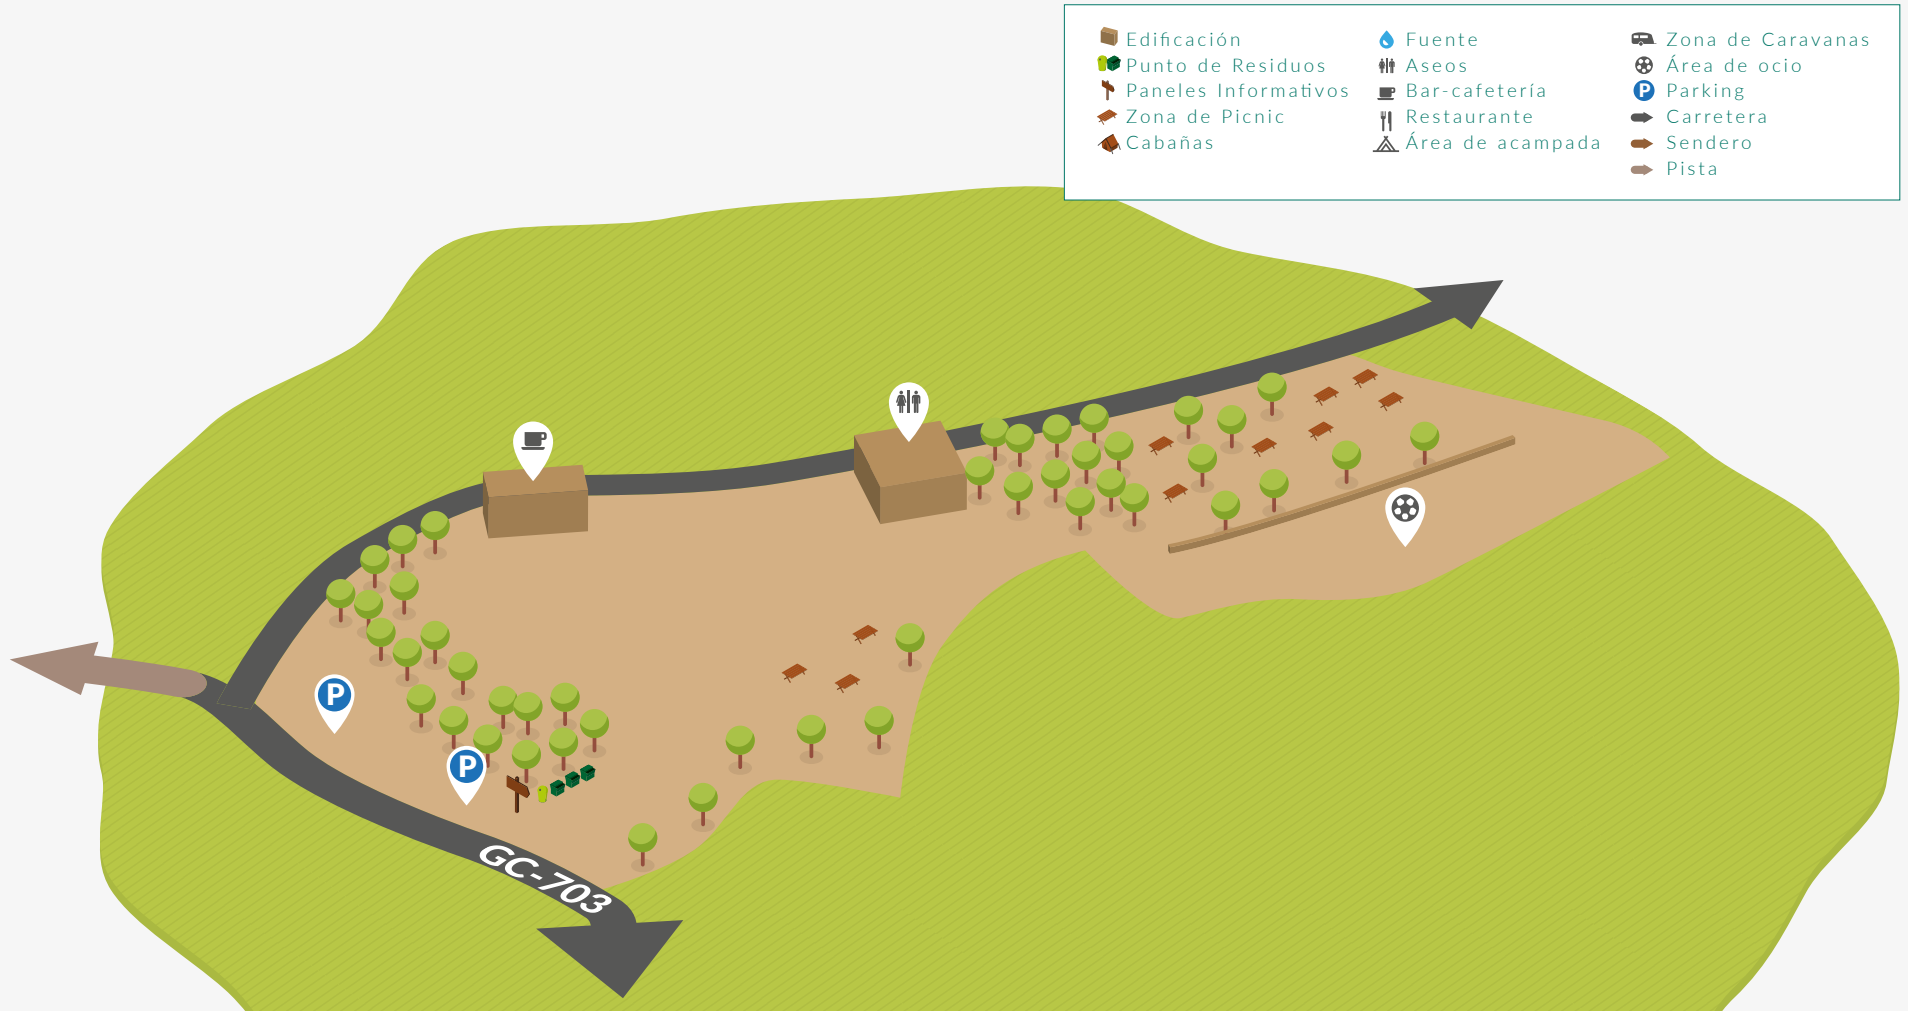 Edificación
Punto de Residuos
Paneles Informativos
Zona de Picnic
Cabañas
Fuente
Aseos
Bar-cafetería
Restaurante
Área de acampada
Zona de Caravanas
Área de ocio
P Parking
Carretera
Sendero
Pista
P
P
GC-703